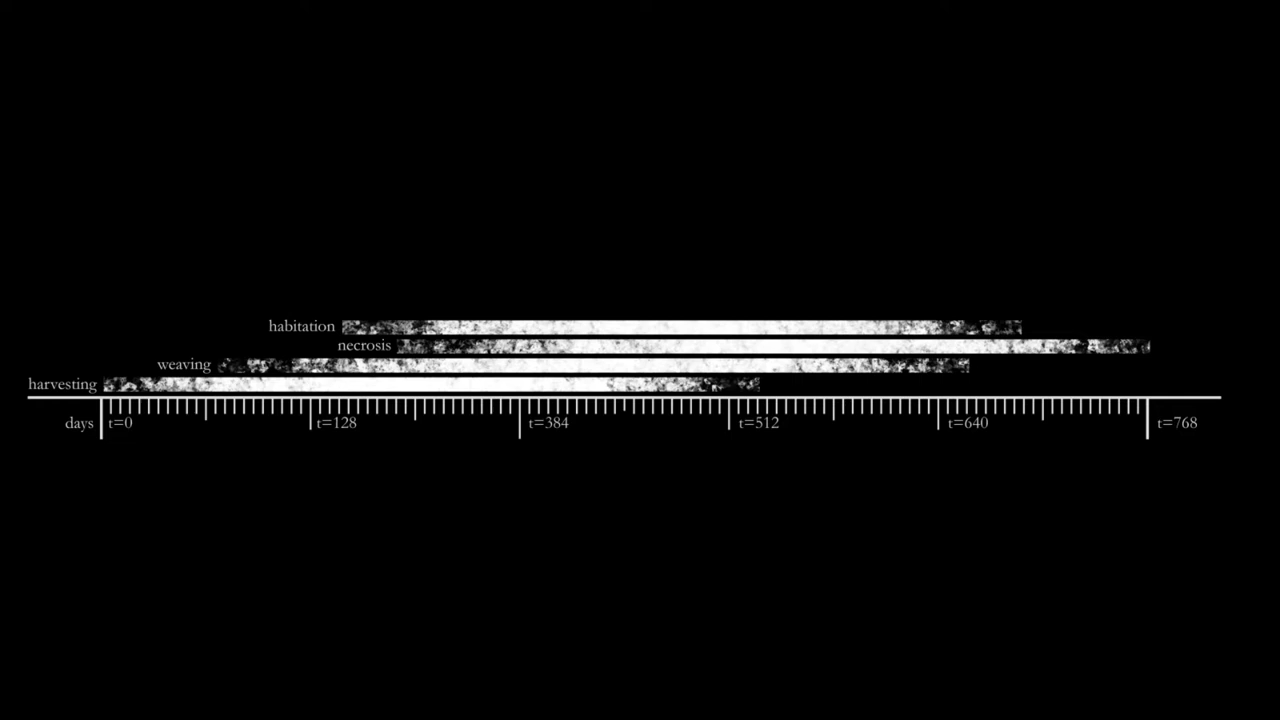 habitation
necrosis
weaving
harvesting
days t=0 t=128 t=384 t=512 t=640 t=768